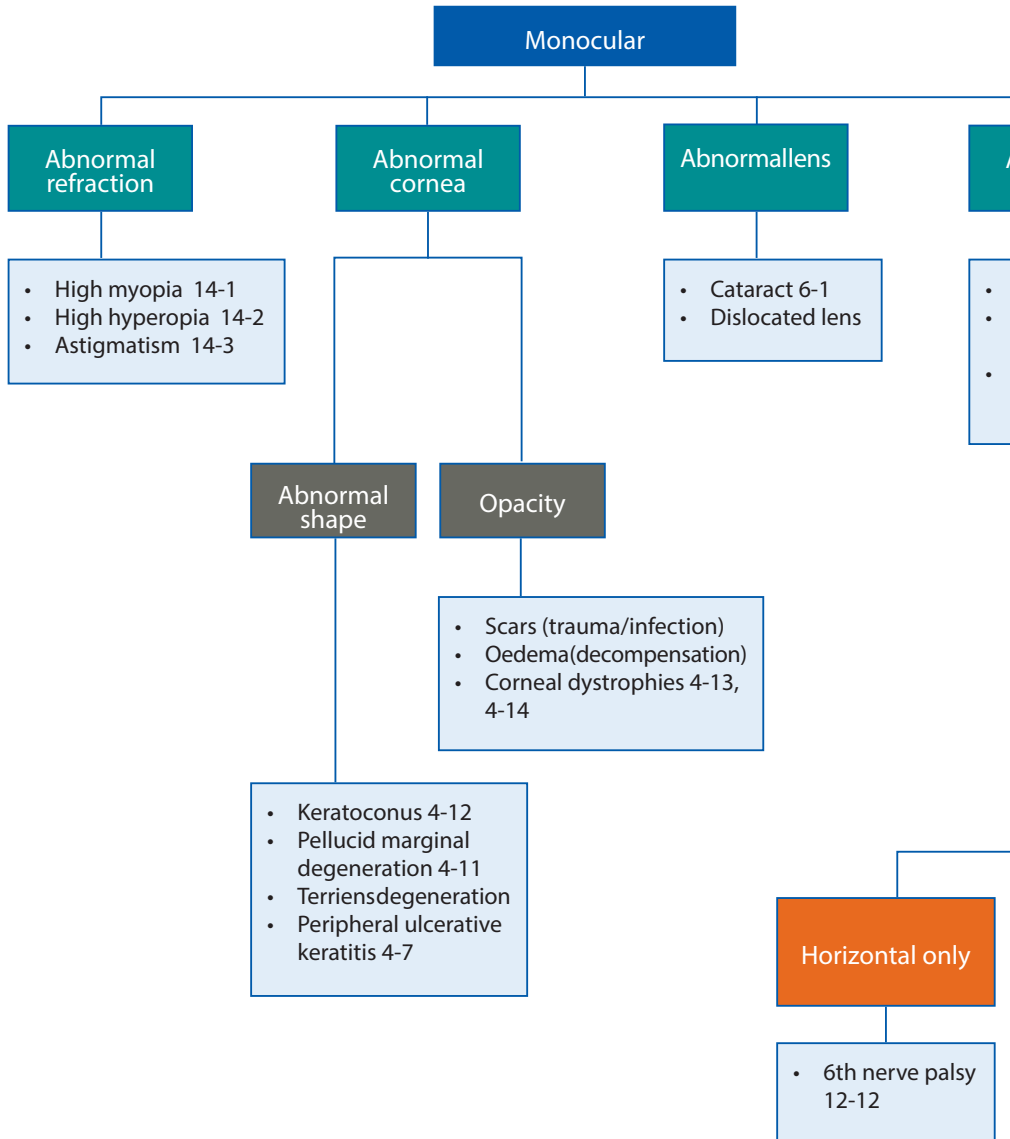 Monocular
Abnormal
refraction
Abnormal
cornea
Abnormallens
• High myopia 14-1
• High hyperopia 14-2
• Astigmatism 14-3
• Cataract 6-1
• Dislocated lens
Abnormal
shape
Opacity
• Scars (trauma/infection)
• Oedema(decompensation)
• Corneal dystrophies 4-13,
4-14
• Keratoconus 4-12
• Pellucid marginal
degeneration 4-11
• Terriensdegeneration
• Peripheral ulcerative
keratitis 4-7
Horizontal only
• 6th nerve palsy
12-12